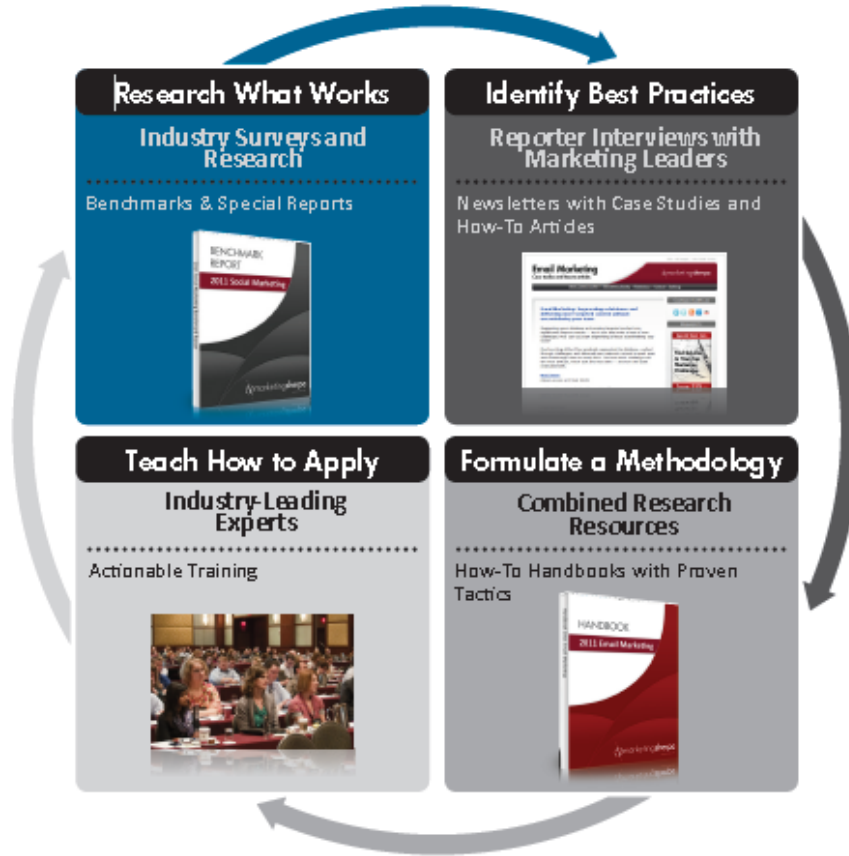 Research What Works
Industry Surveys and
Research
Benchmarks & Special Reports
BENCHMARK
REPORT
2011 Social Marketing
marketingsherpa
Identify Best Practices
Reporter Interviews with
Marketing Leaders
Newsletters with Case Studies and
How-To Articles
Email Marketing
marketingsherpa
Teach How to Apply
Industry-Leading
Experts
Actionable Training
Formulate a Methodology
Combined Research
Resources
How-To Handbooks with Proven
Tactics
HANDBOOK
2011 Email Marketing
marketingsherpa